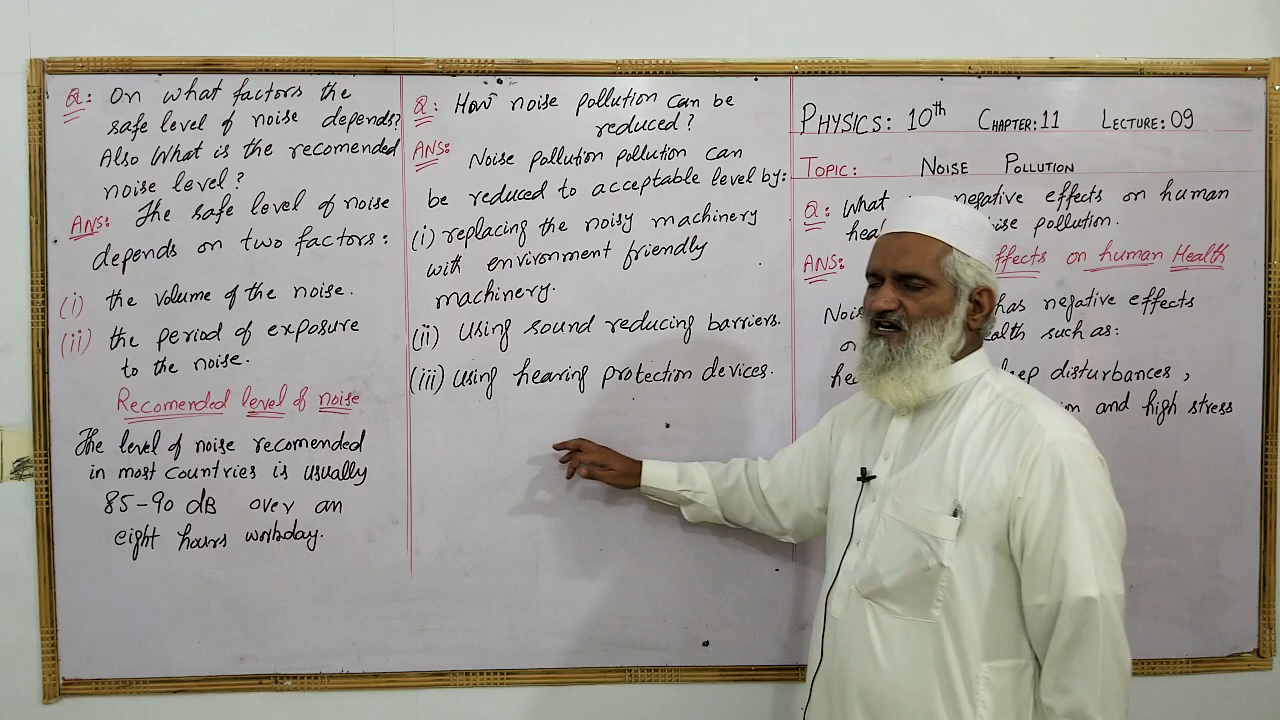 Q: On what factors the
safe level of noise depends?
Also What is the recomended
noise level?
Ans: The safe level of noise
depends on two factors:
(i) the volume of the noise.
(ii) the period of exposure
to the noise.
Recomended level of noise
The level of noise recomended
in most countries is usually
85-90 dB over an
eight hours workday.
Q: How noise pollution can be
reduced?
ANS: Noise pollution pollution can
be reduced to acceptable level by:
(i) replacing the noisy machinery
with environment friendly
machinery.
(ii) Using sound reducing barriers.
(iii) Using hearing protection devices.
PHYSICS: 10th CHAPTER: 11 LECTURE: 09
TOPIC: NOISE POLLUTION
Q: What negative effects on human
pollution.
ANS: on human Health
has negative effects
such as:
disturbances,
and high stress